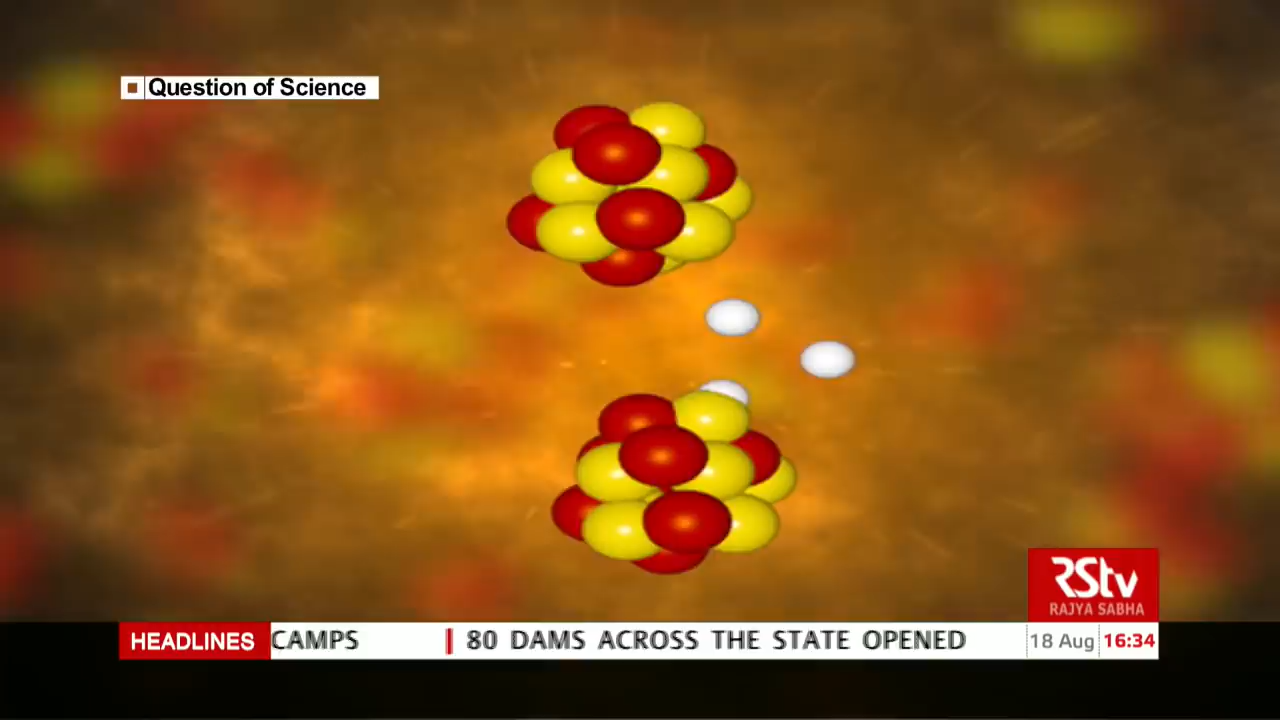 Question of Science
RStv
RAJYA SABHA
HEADLINES CAMPS | 80 DAMS ACROSS THE STATE OPENED 18 Aug 16:34